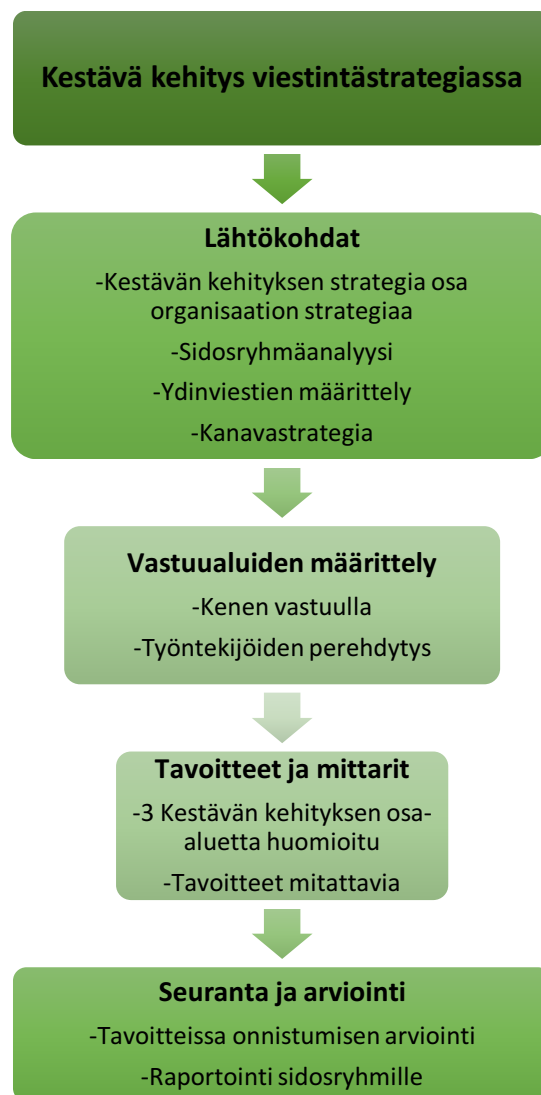 Kestävä kehitys viestintästrategiassa
Lähtökohdat
-Kestävän kehityksen strategia osa
organisaation strategiaa
-Sidosryhmäanalyysi
-Ydinviestien määrittely
-Kanavastrategia
Vastuualuiden määrittely
-Kenen vastuulla
-Työntekijöiden perehdytys
Tavoitteet ja mittarit
-3 Kestävän kehityksen osa-
aluetta huomioitu
-Tavoitteet mitattavia
Seuranta ja arviointi
-Tavoitteissa onnistumisen arviointi
-Raportointi sidosryhmille